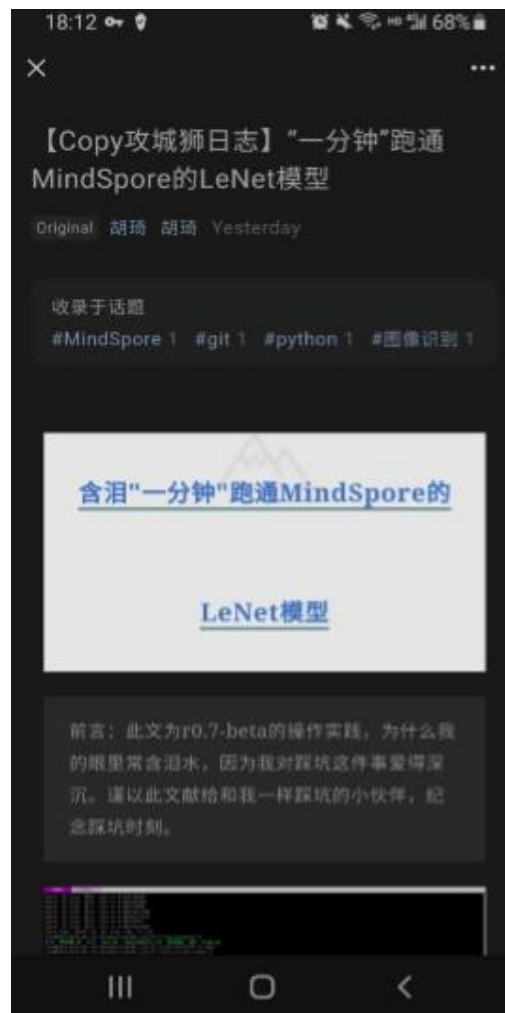 18:12
68%
【Copy攻城狮日志】“一分钟”跑通
MindSpore的LeNet模型
Original 胡琦 胡琦 Yesterday
收录于话题
#MindSpore 1 #git 1 #python 1 #图像识别 1
含泪"一分钟"跑通MindSpore的
LeNet模型
前言：此文为r0.7-beta的操作实践，为什么我
的眼里常含泪水，因为我对踩坑这件事爱得深
沉。谨以此文献给和我一样踩坑的小伙伴，纪
念踩坑时刻。